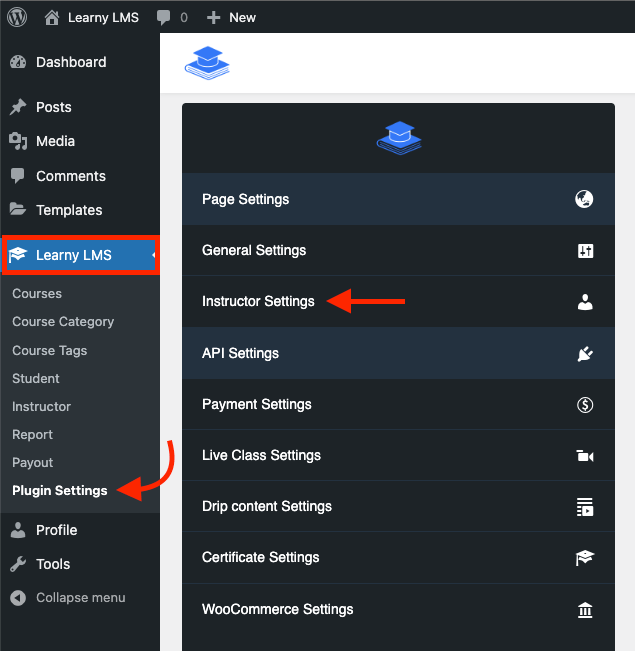 Learny LMS 0 New
Dashboard
Posts
Media
Comments
Templates
Learny LMS
Courses
Course Category
Course Tags
Student
Instructor
Report
Payout
Plugin Settings
Profile
Tools
Collapse menu
Page Settings
General Settings
Instructor Settings
API Settings
Payment Settings
Live Class Settings
Drip content Settings
Certificate Settings
WooCommerce Settings